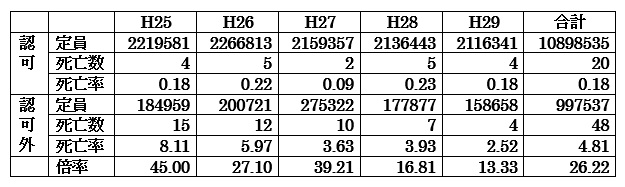 H25 H26 H27 H28 H29 合計
認可 定員 2219581 2266813 2159357 2136443 2116341 10898535
死亡数 4 5 2 5 4 20
死亡率 0.18 0.22 0.09 0.23 0.18 0.18
認可外 定員 184959 200721 275322 177877 158658 997537
死亡数 15 12 10 7 4 48
死亡率 8.11 5.97 3.63 3.93 2.52 4.81
倍率 45.00 27.10 39.21 16.81 13.33 26.22